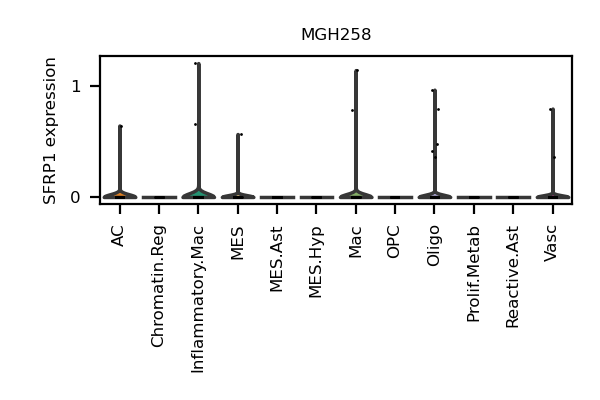 MGH258
SFRP1 expression
1
0
AC
Chromatin.Reg
Inflammatory.Mac
MES
MES.Ast
MES.Hyp
Mac
OPC
Oligo
Prolif.Metab
Reactive.Ast
Vasc